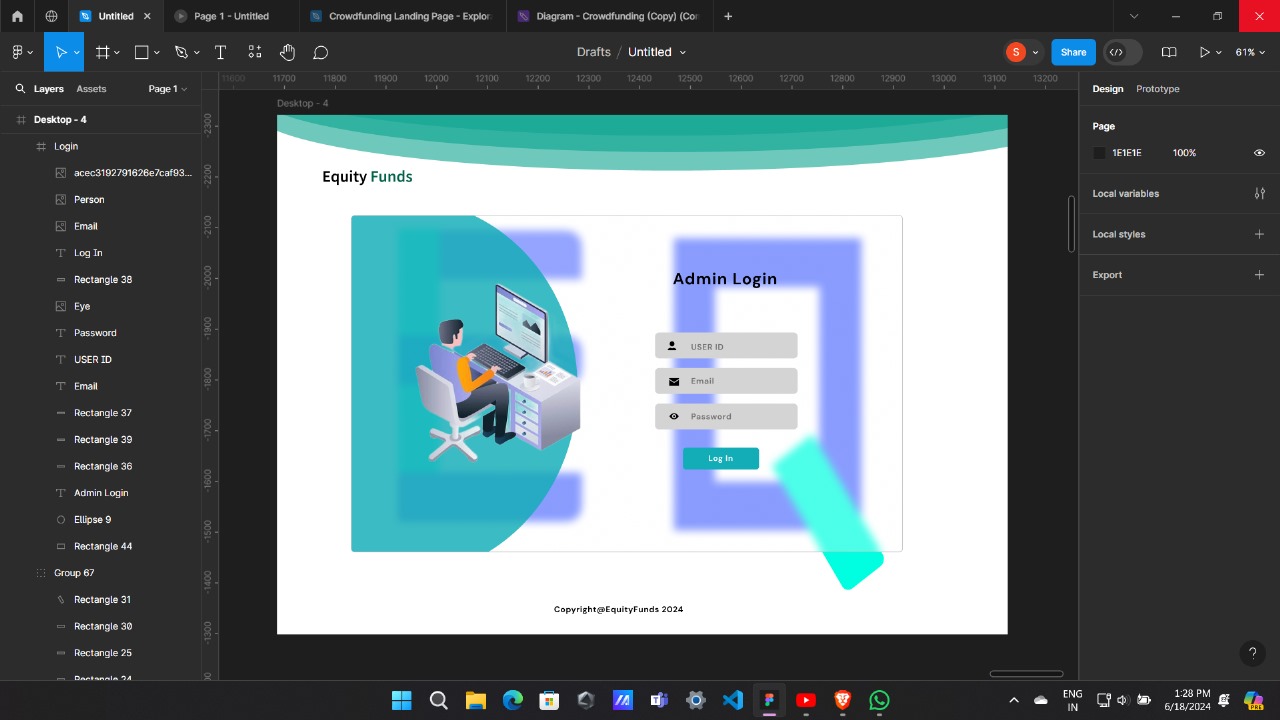 Untitled
Page 1 - Untitled
Crowdfunding Landing Page - Explor
Diagram - Crowdfunding (Copy) (Cor
Drafts / Untitled
S
Share
61%
Layers
Assets
Page 1
Design
Prototype
11600 11700 11800 11900 12000 12100 12200 12300 12400 12500 12600 12700 12800 12900 13000 13100 13200
Desktop - 4
Desktop - 4
Login
acec3192791626e7caf93...
Person
Email
Log In
Rectangle 38
Eye
Password
USER ID
Email
Rectangle 37
Rectangle 39
Rectangle 36
Admin Login
Ellipse 9
Rectangle 44
Group 67
Rectangle 31
Rectangle 30
Rectangle 25
Rectangle 24
-2300
-2200
-2100
-2000
-1900
-1800
-1700
-1600
-1500
-1400
-1300
Equity Funds
Admin Login
USER ID
Email
Password
Log In
Copyright@EquityFunds 2024
Page
1E1E1E 100%
Local variables
Local styles
Export
?
ENG
IN
1:28 PM
6/18/2024
PRE